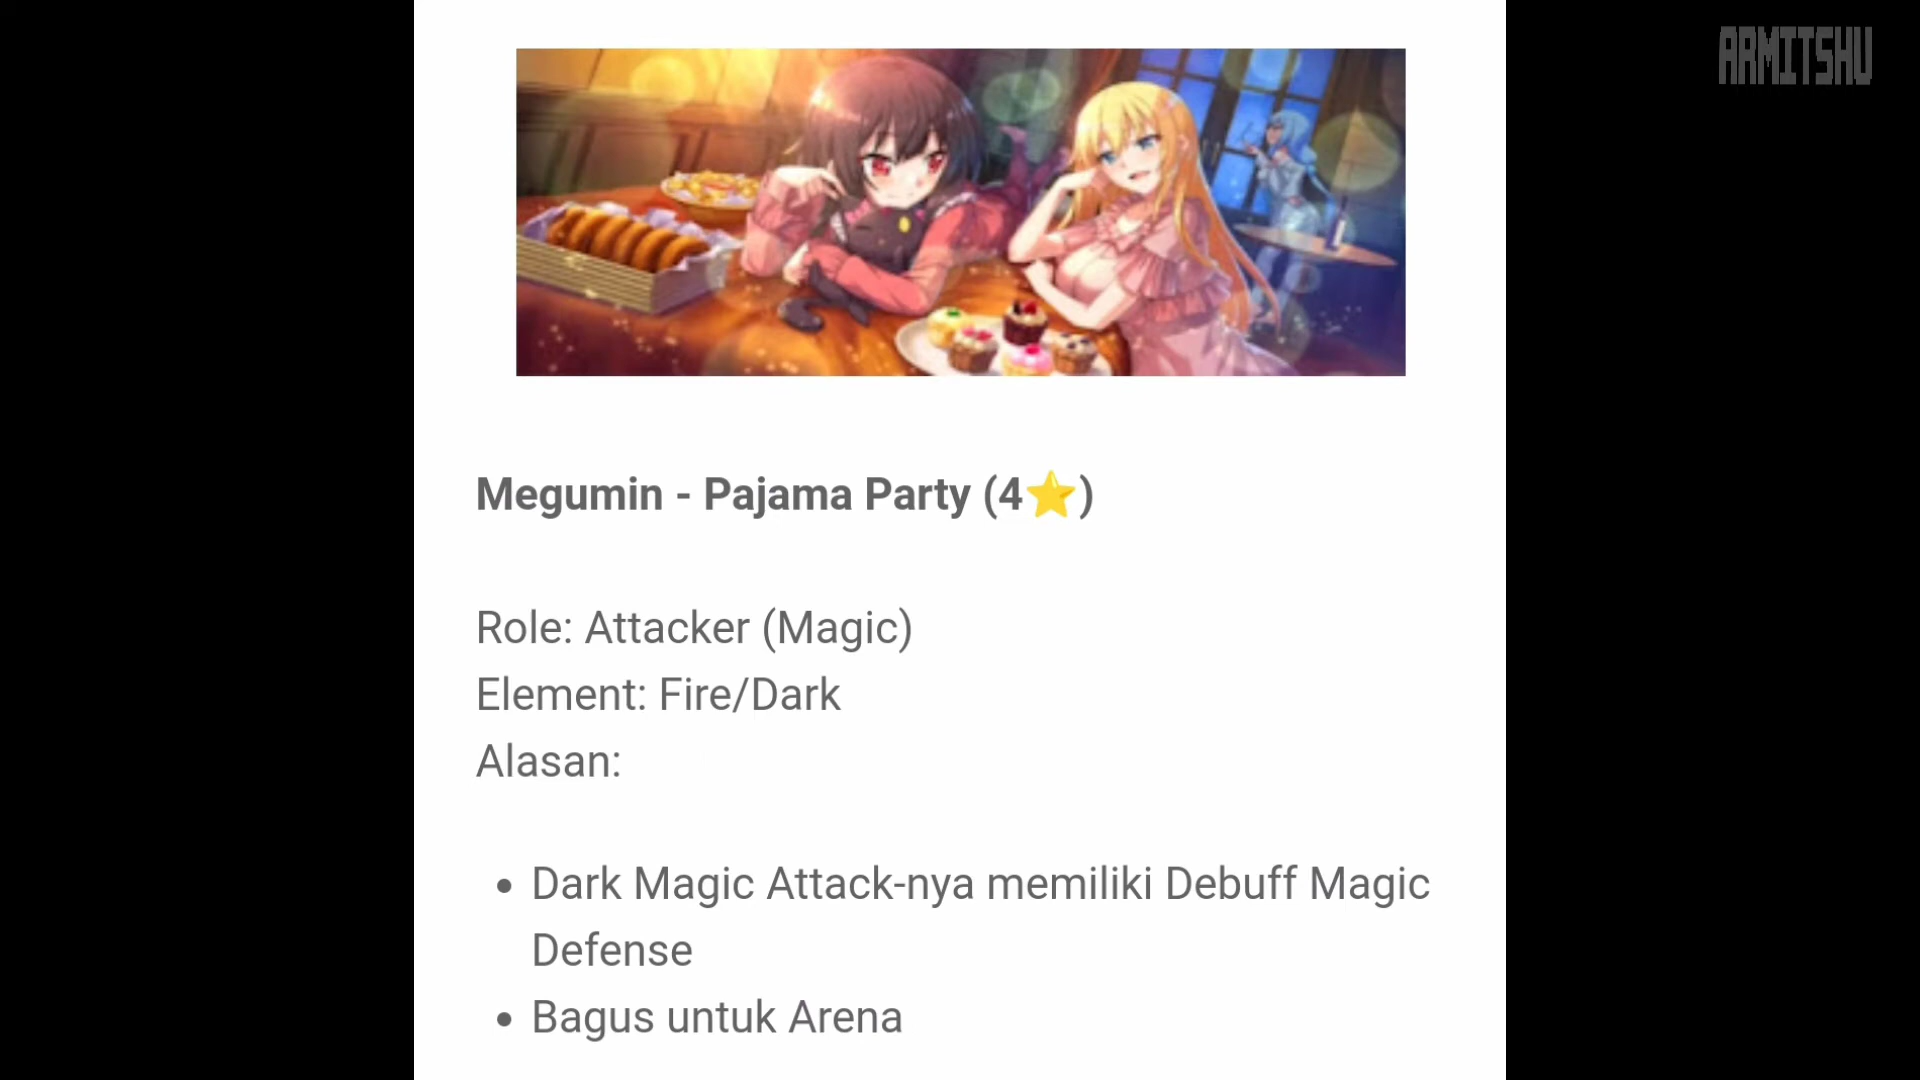 ARMITSHU
Megumin - Pajama Party (4⭐)
Role: Attacker (Magic)
Element: Fire/Dark
Alasan:
• Dark Magic Attack-nya memiliki Debuff Magic
Defense
• Bagus untuk Arena